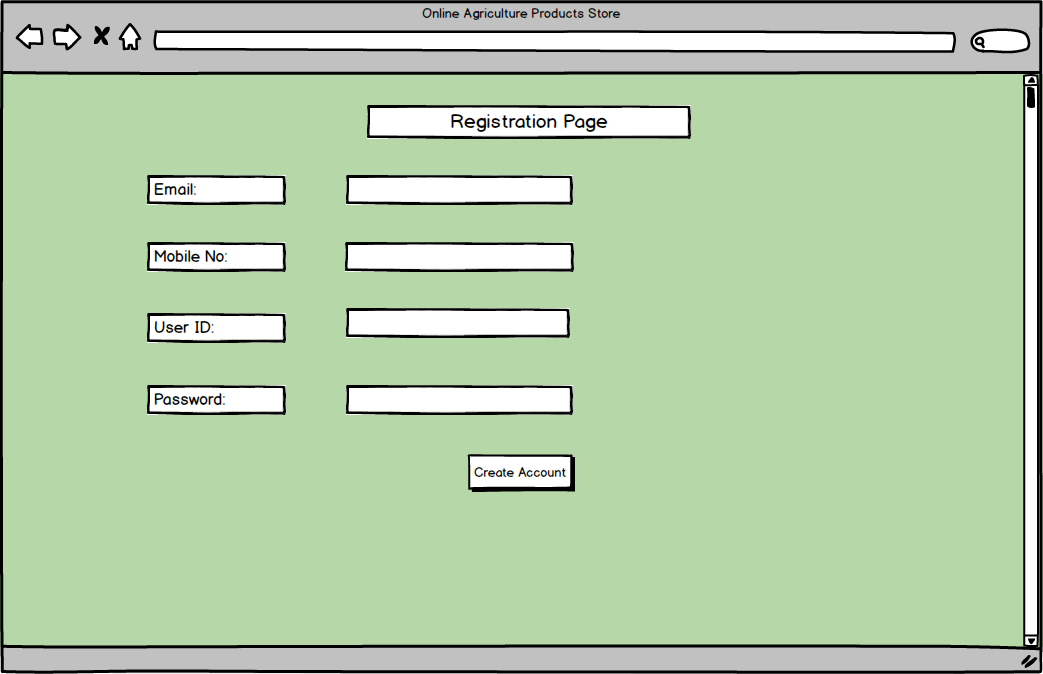 Online Agriculture Products Store
Registration Page
Email:
Mobile No:
User ID:
Password:
Create Account